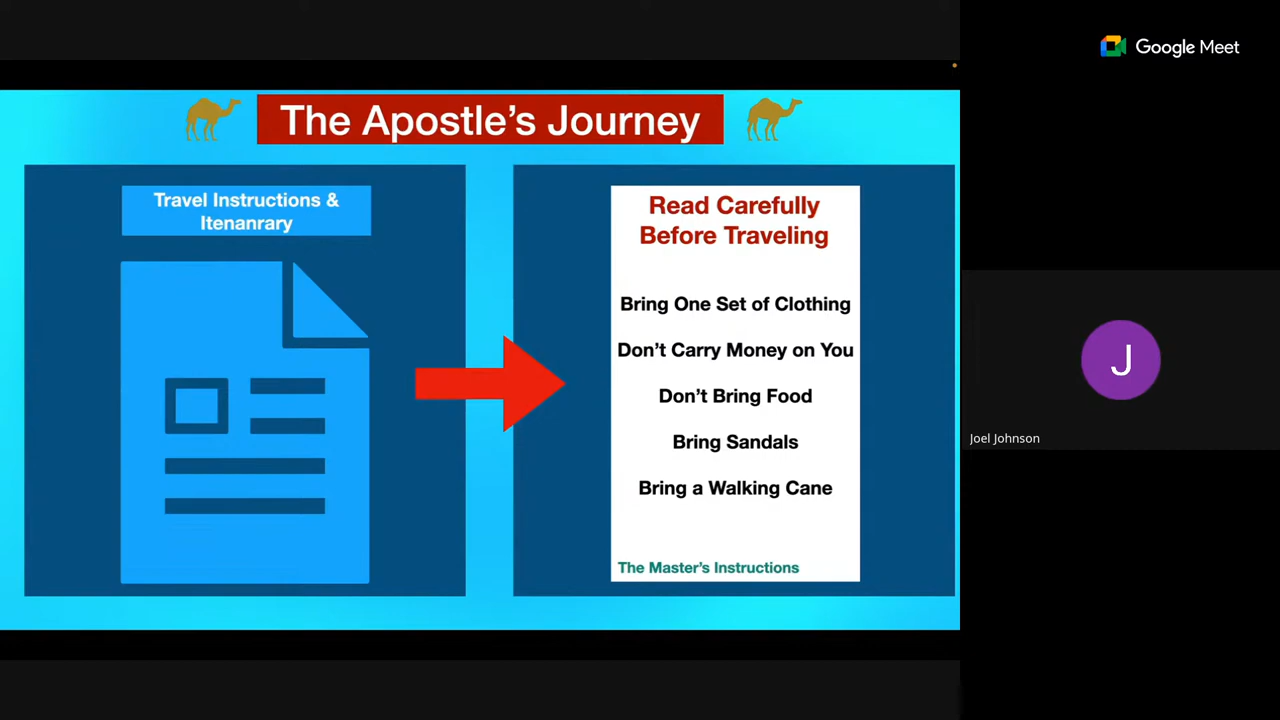 Google Meet
The Apostle’s Journey
Travel Instructions &
Itenanrary
Read Carefully
Before Traveling
Bring One Set of Clothing
Don’t Carry Money on You
Don’t Bring Food
Bring Sandals
Bring a Walking Cane
The Master’s Instructions
J
Joel Johnson